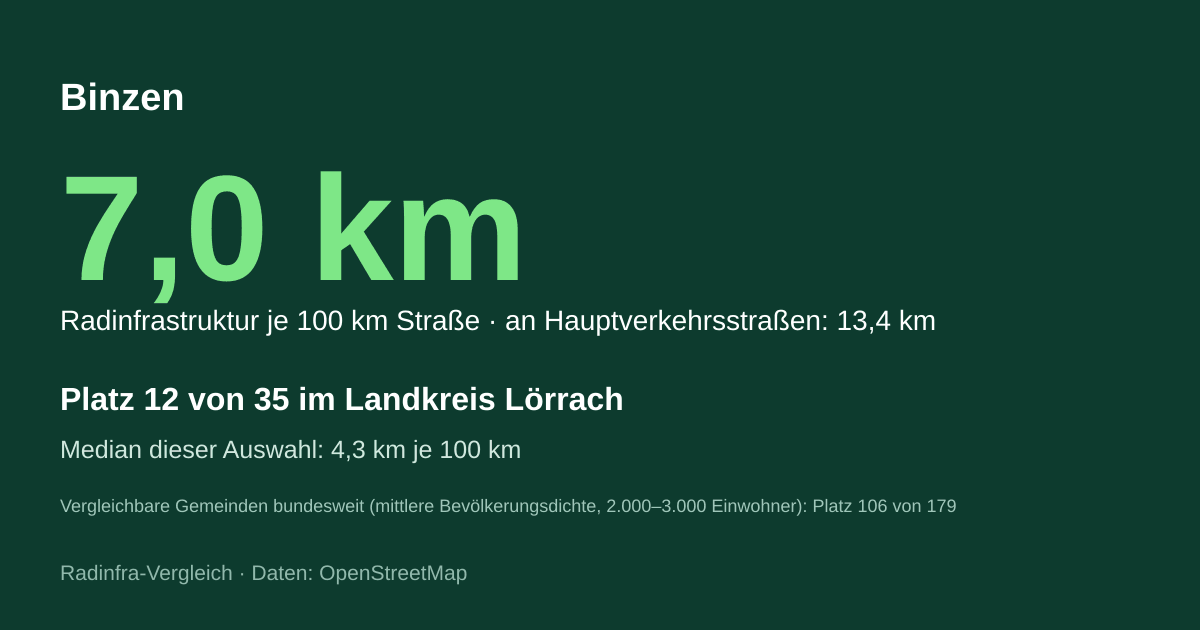 Binzen
7,0 km
Radinfrastruktur je 100 km Straße · an Hauptverkehrsstraßen: 13,4 km
Platz 12 von 35 im Landkreis Lörrach
Median dieser Auswahl: 4,3 km je 100 km
Vergleichbare Gemeinden bundesweit (mittlere Bevölkerungsdichte, 2.000–3.000 Einwohner): Platz 106 von 179
Radinfra-Vergleich · Daten: OpenStreetMap